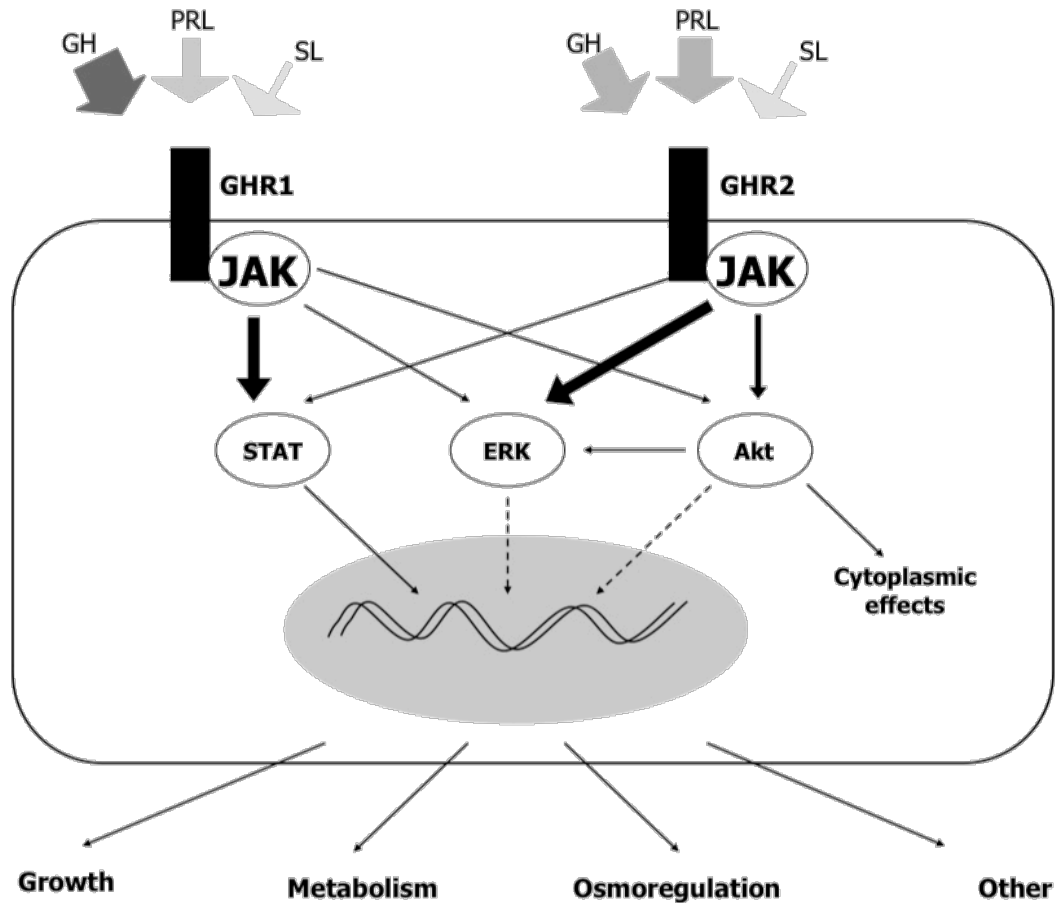 GH
PRL
SL
GH
PRL
SL
GHR1
GHR2
JAK
JAK
STAT
ERK
Akt
Cytoplasmic
effects
Growth
Metabolism
Osmoregulation
Other